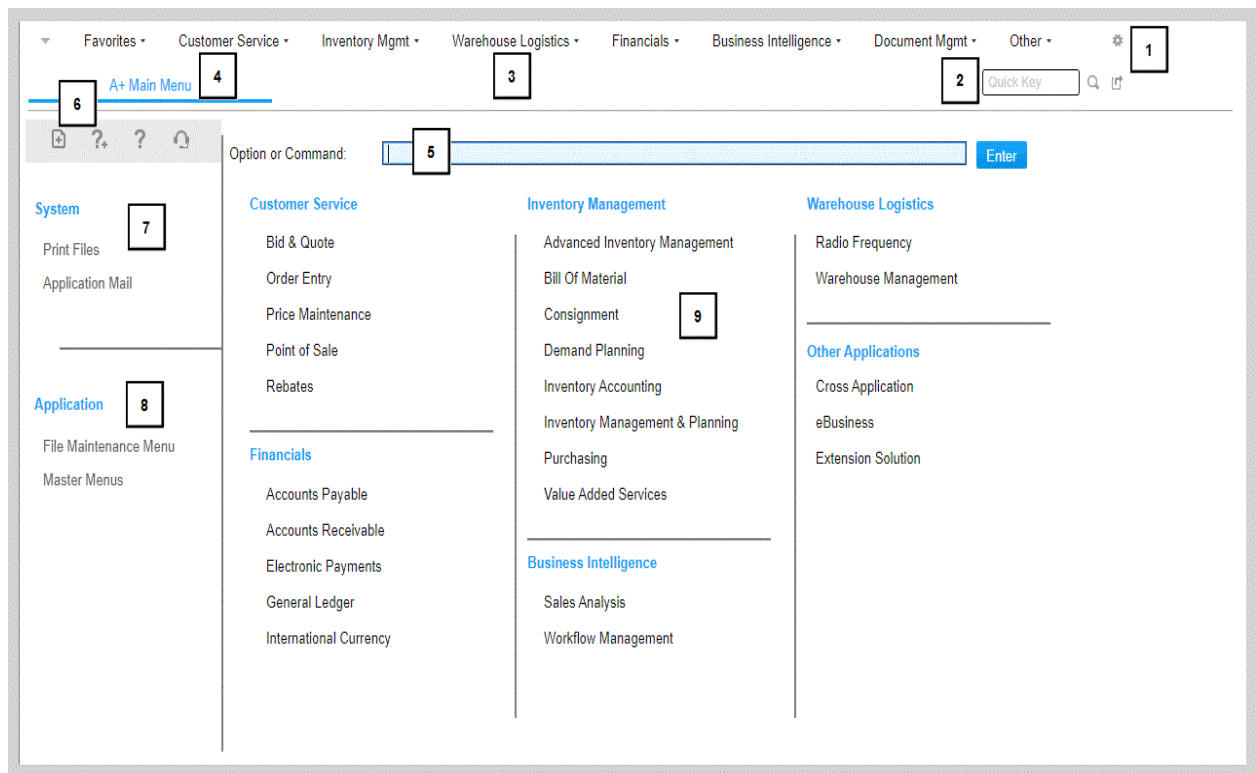 Favorites Customer Service Inventory Mgmt Warehouse Logistics Financials Business Intelligence Document Mgmt Other 1
A+ Main Menu 4 3 2 Quick Key
6
? + ?
Option or Command: 5 Enter
System
7
Print Files
Application Mail
Application 8
File Maintenance Menu
Master Menus
Customer Service
Bid & Quote
Order Entry
Price Maintenance
Point of Sale
Rebates
Financials
Accounts Payable
Accounts Receivable
Electronic Payments
General Ledger
International Currency
Inventory Management
Advanced Inventory Management
Bill Of Material
Consignment 9
Demand Planning
Inventory Accounting
Inventory Management & Planning
Purchasing
Value Added Services
Business Intelligence
Sales Analysis
Workflow Management
Warehouse Logistics
Radio Frequency
Warehouse Management
Other Applications
Cross Application
eBusiness
Extension Solution